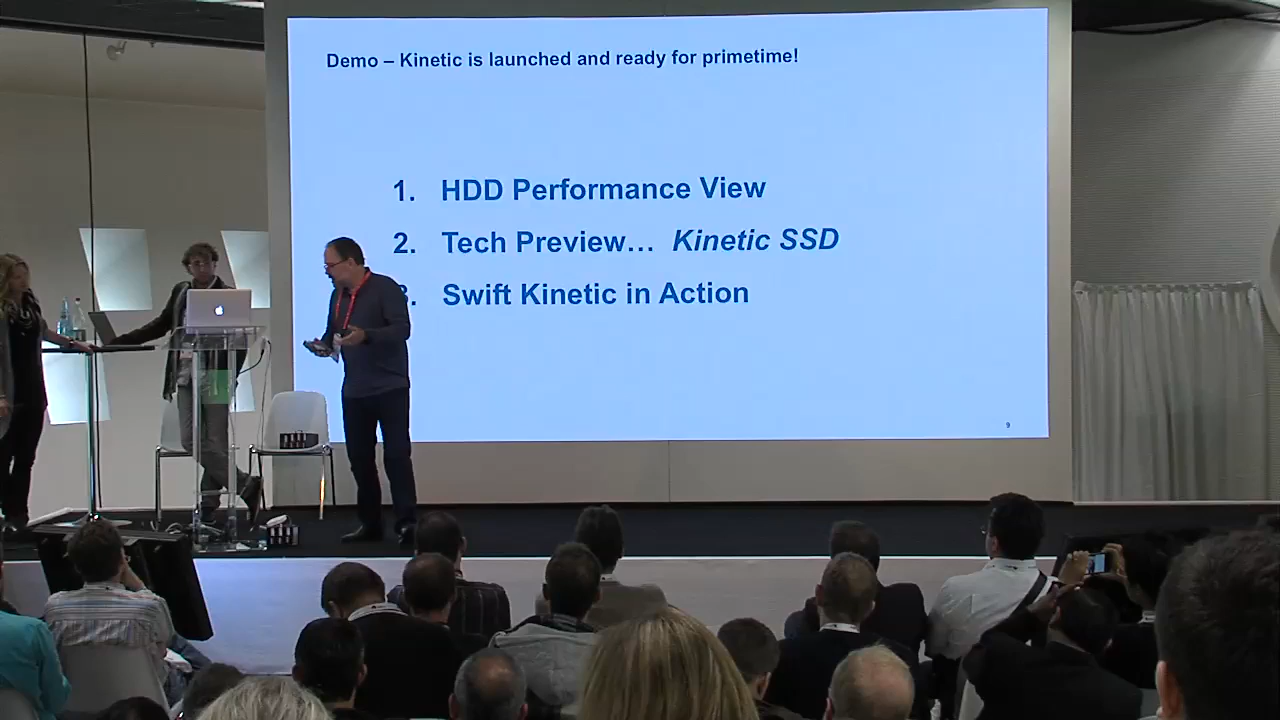 Demo – Kinetic is launched and ready for primetime!
1. HDD Performance View
2. Tech Preview... Kinetic SSD
3. Swift Kinetic in Action
9